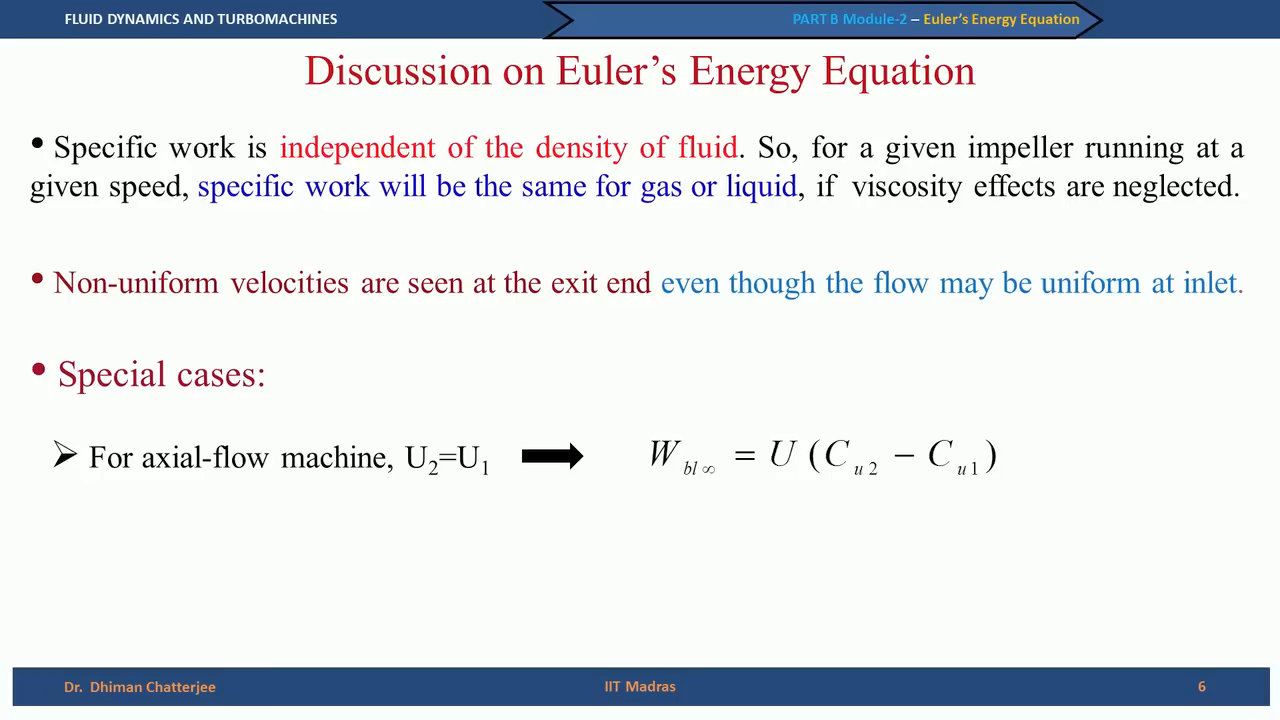 FLUID DYNAMICS AND TURBOMACHINES
PART B Module-2 – Euler's Energy Equation
Discussion on Euler's Energy Equation
• Specific work is independent of the density of fluid. So, for a given impeller running at a
given speed, specific work will be the same for gas or liquid, if viscosity effects are neglected.
• Non-uniform velocities are seen at the exit end even though the flow may be uniform at inlet.
• Special cases:
➢ For axial-flow machine, U₂=U₁ ➡ W_{bl∞} = U (C_{u2} − C_{u1})
Dr. Dhiman Chatterjee IIT Madras 6